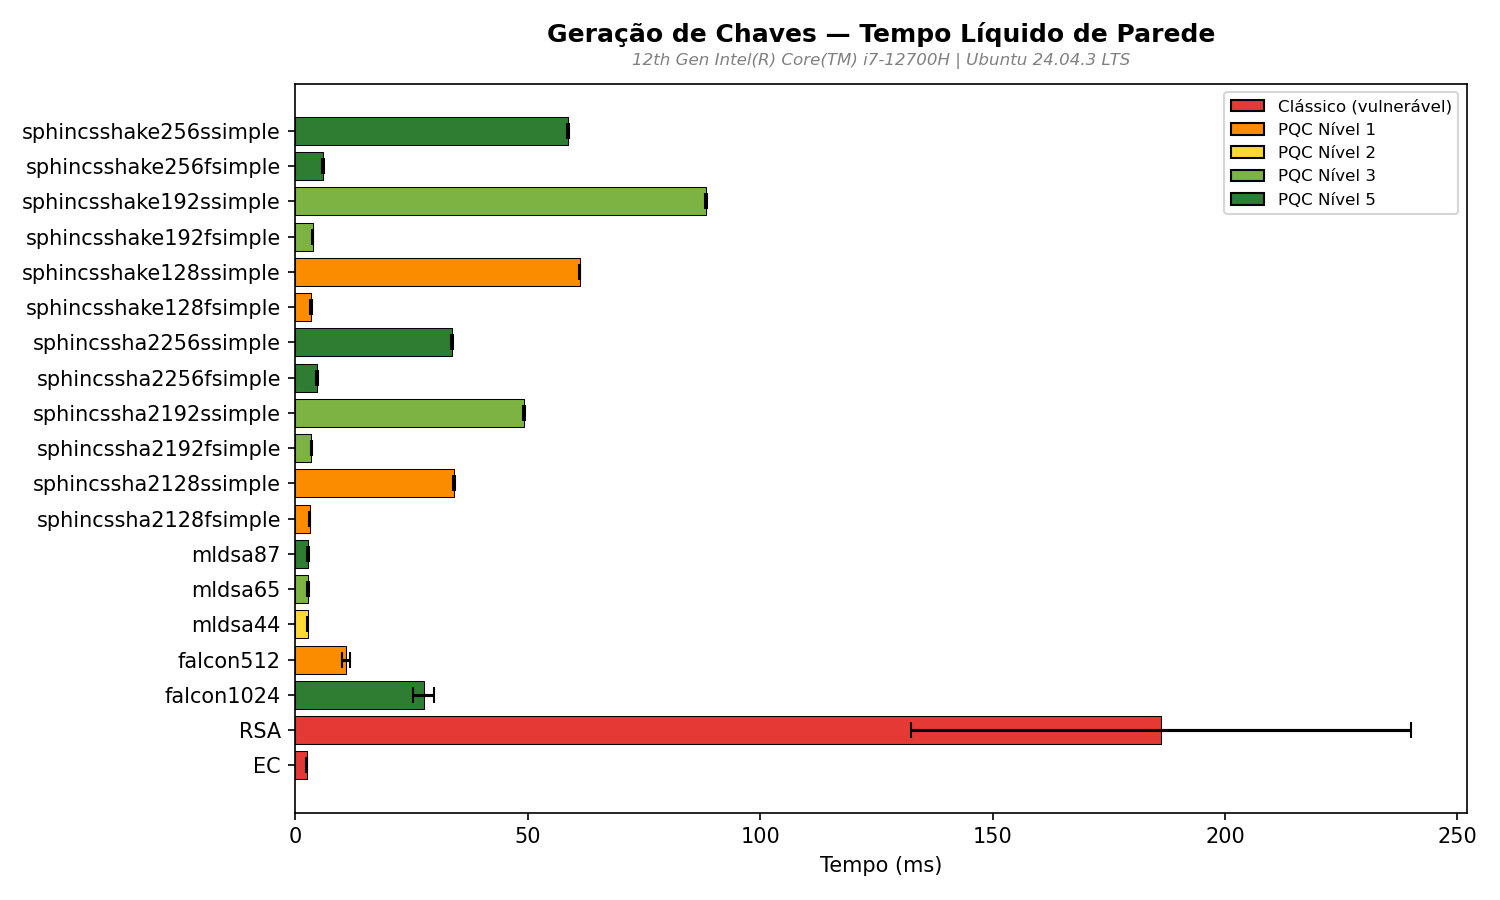 Geração de Chaves — Tempo Líquido de Parede
12th Gen Intel(R) Core(TM) i7-12700H | Ubuntu 24.04.3 LTS
Clássico (vulnerável)
PQC Nível 1
PQC Nível 2
PQC Nível 3
PQC Nível 5
sphincsshake256ssimple
sphincsshake256fsimple
sphincsshake192ssimple
sphincsshake192fsimple
sphincsshake128ssimple
sphincsshake128fsimple
sphincssha2256ssimple
sphincssha2256fsimple
sphincssha2192ssimple
sphincssha2192fsimple
sphincssha2128ssimple
sphincssha2128fsimple
mldsa87
mldsa65
mldsa44
falcon512
falcon1024
RSA
EC
0 50 100 150 200 250
Tempo (ms)